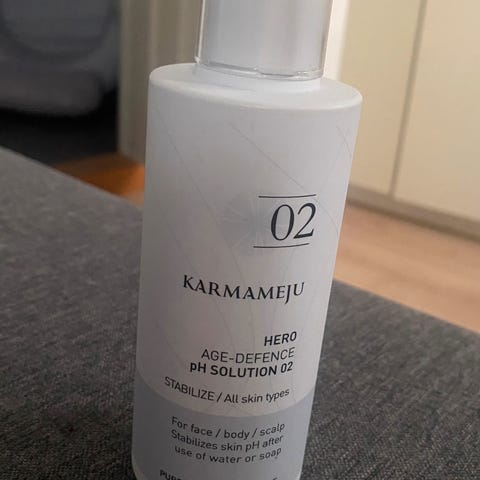 02
KARMAMEJU
HERO
AGE-DEFENCE
pH SOLUTION 02
STABILIZE / All skin types
For face / body / scalp
Stabilizes skin pH after
use of water or soap